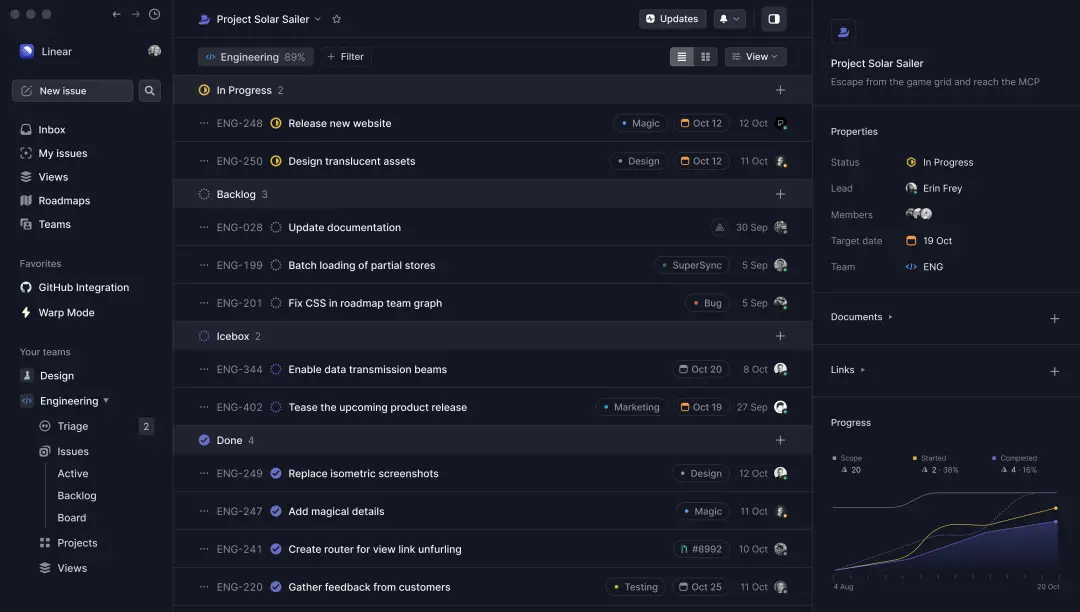 Linear
New issue
Inbox
My issues
Views
Roadmaps
Teams
Favorites
GitHub Integration
Warp Mode
Your teams
Design
Engineering
Triage 2
Issues
Active
Backlog
Board
Projects
Views
Project Solar Sailer
Updates
Engineering 89% Filter
View
In Progress 2
ENG-248 Release new website Magic Oct 12 12 Oct
ENG-250 Design translucent assets Design Oct 12 11 Oct
Backlog 3
ENG-028 Update documentation 30 Sep
ENG-199 Batch loading of partial stores SuperSync 5 Sep
ENG-201 Fix CSS in roadmap team graph Bug 5 Sep
Icebox 2
ENG-344 Enable data transmission beams Oct 20 8 Oct
ENG-402 Tease the upcoming product release Marketing Oct 19 27 Sep
Done 4
ENG-249 Replace isometric screenshots Design 12 Oct
ENG-247 Add magical details Magic 11 Oct
ENG-241 Create router for view link unfurling #8992 10 Oct
ENG-220 Gather feedback from customers Testing Oct 25 11 Oct
Project Solar Sailer
Escape from the game grid and reach the MCP
Properties
Status In Progress
Lead Erin Frey
Members
Target date 19 Oct
Team ENG
Documents
Links
Progress
Scope Started Completed
20 2 · 38% 4 · 16%
4 Aug 20 Oct